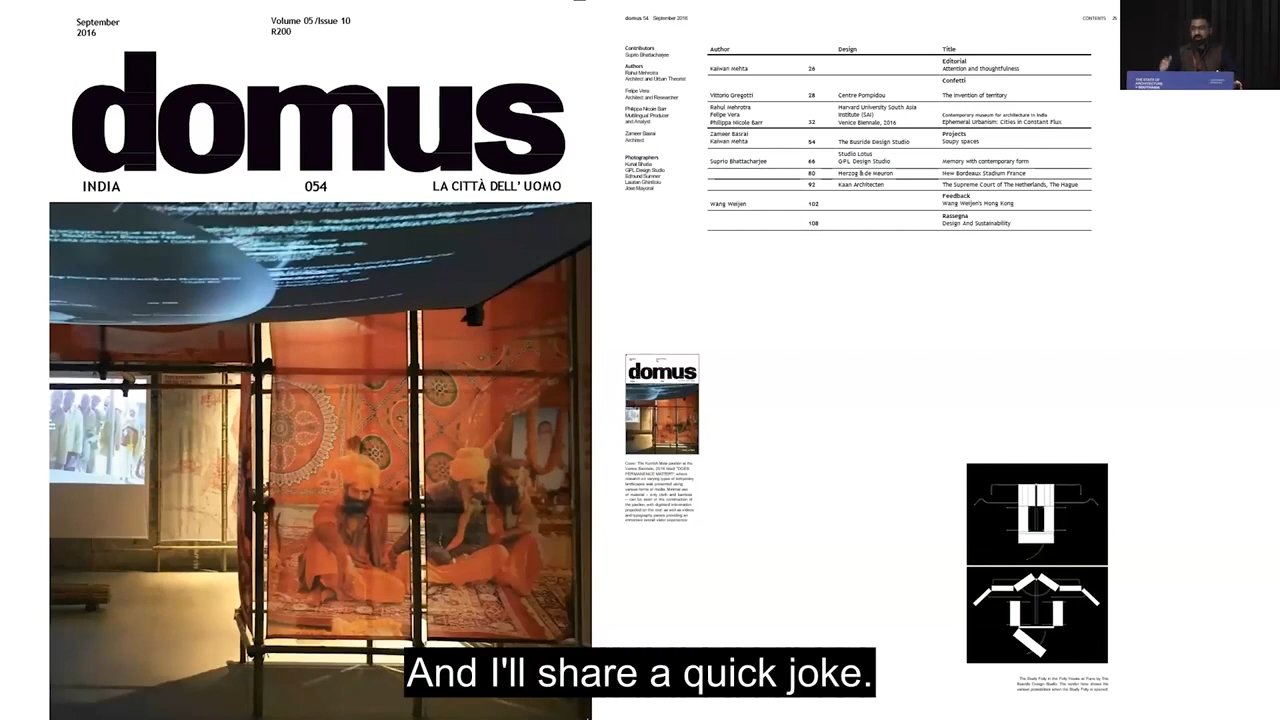 September
2016
Volume 05/Issue 10
R200
domus
INDIA
054
LA CITTÀ DELL' UOMO
domus 54 September 2016
CONTENTS 25
Contributors
Suprio Bhattacharjee
Authors
Rahul Mehrotra
Architect and Urban Theorist
Felipe Vera
Architect and Researcher
Philippa Nicole Barr
Multilingual Producer
and Analyst
Zameer Basrai
Architect
Photographers
Kunal Bhatia
GPL Design Studio
Edmund Sumner
Jose Mayoral
Author Design Title
Editorial
Kaiwan Mehta 26 Attention and thoughtfulness
Confetti
Vittorio Gregotti 28 Centre Pompidou The invention of territory
Rahul Mehrotra Harvard University South Asia
Felipe Vera Institute (SAI) Contemporary museum for architecture in India
Philippa Nicole Barr 32 Venice Biennale, 2016 Ephemeral Urbanism: Cities in Constant Flux
Zameer Basrai Projects
Kaiwan Mehta 54 The Busride Design Studio Soupy spaces
Studio Lotus
Suprio Bhattacharjee 66 GPL Design Studio Memory with contemporary form
80 Herzog & de Meuron New Bordeaux Stadium France
92 Kaan Architecten The Supreme Court of The Netherlands, The Hague
Feedback
Wang Weijen 102 Wang Weijen's Hong Kong
Rassegna
108 Design And Sustainability
domus
THE STATE OF
ARCHITECTURE
And I'll share a quick joke.